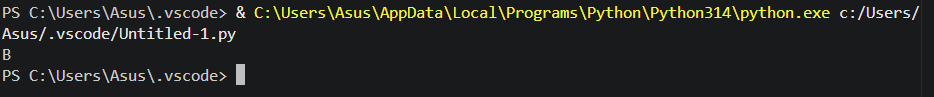 PS C:\Users\Asus\.vscode> & C:\Users\Asus\AppData\Local\Programs\Python\Python314\python.exe c:/Users/
Asus/.vscode/Untitled-1.py
B
PS C:\Users\Asus\.vscode>